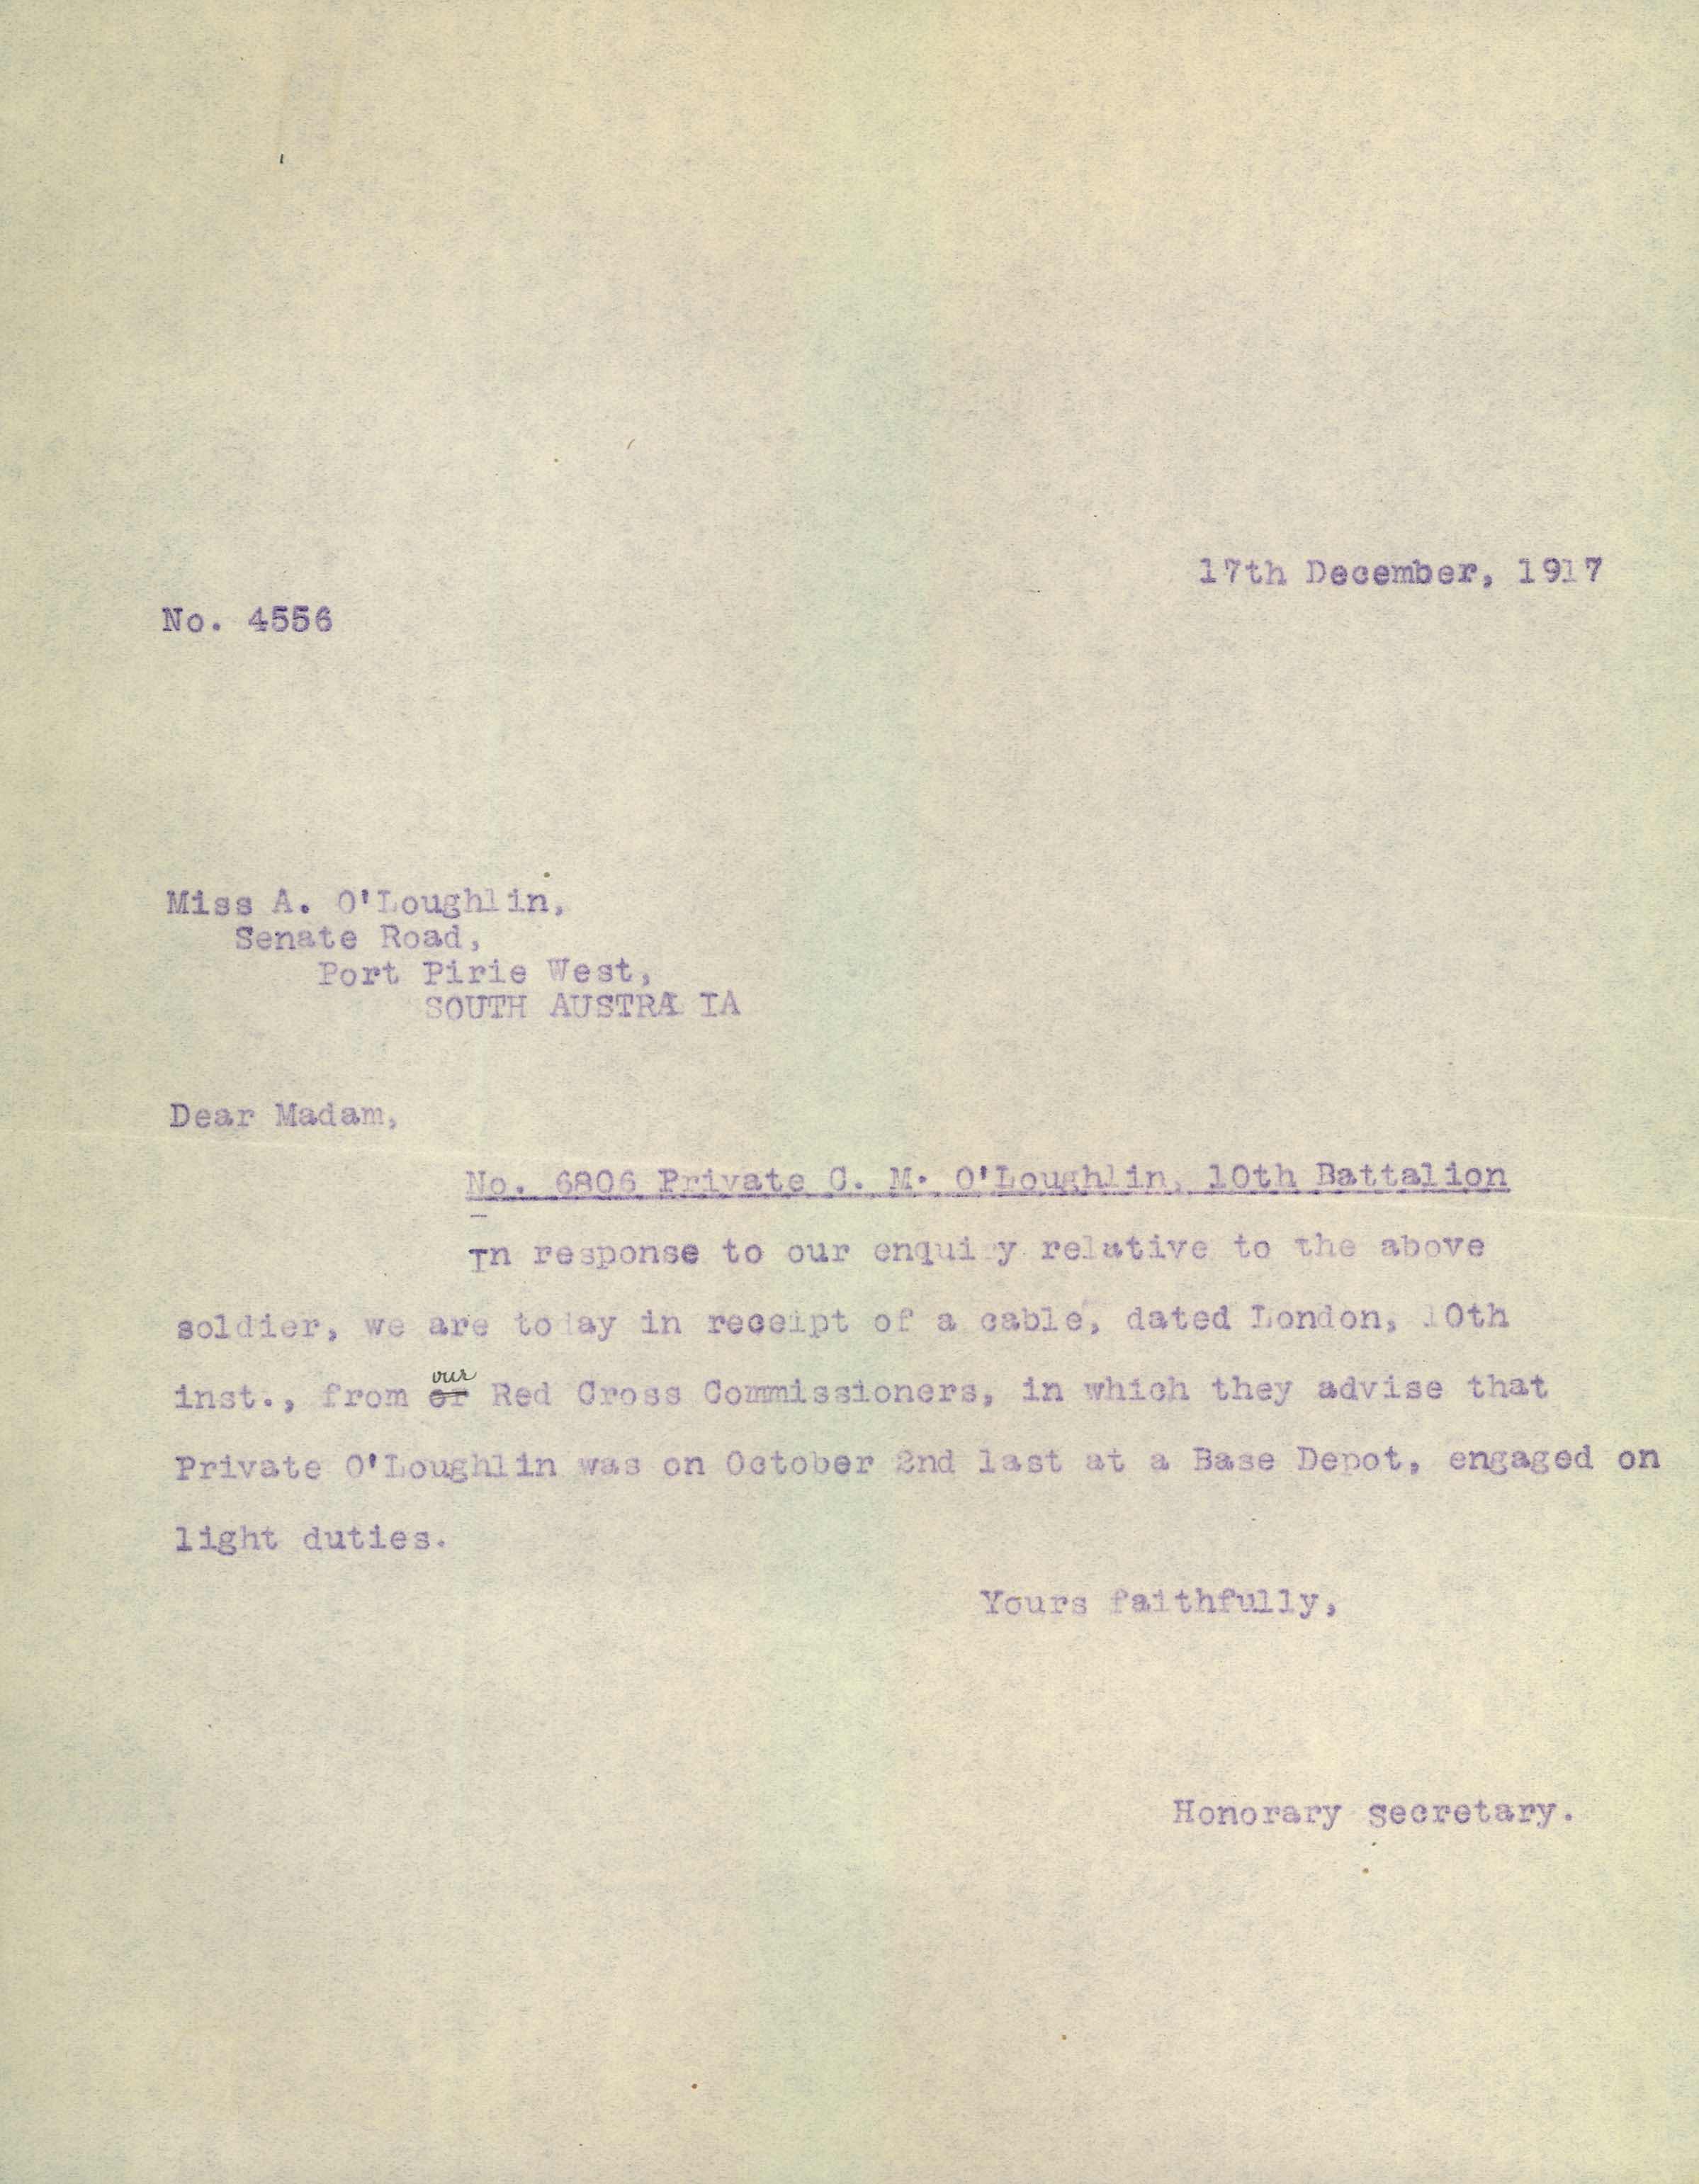 17th December, 1917
No. 4556
Miss A. O'Loughlin,
Senate Road,
Port Pirie West,
SOUTH AUSTRA IA
Dear Madam,
No. 6806 Private C. M. O'Loughlin, 10th Battalion
In response to our enquiry relative to the above
soldier, we are today in receipt of a cable, dated London, 10th
our
inst., from or Red Cross Commissioners, in which they advise that
Private O'Loughlin was on October 2nd last at a Base Depot, engaged on
light duties.
Yours faithfully,
Honorary secretary.